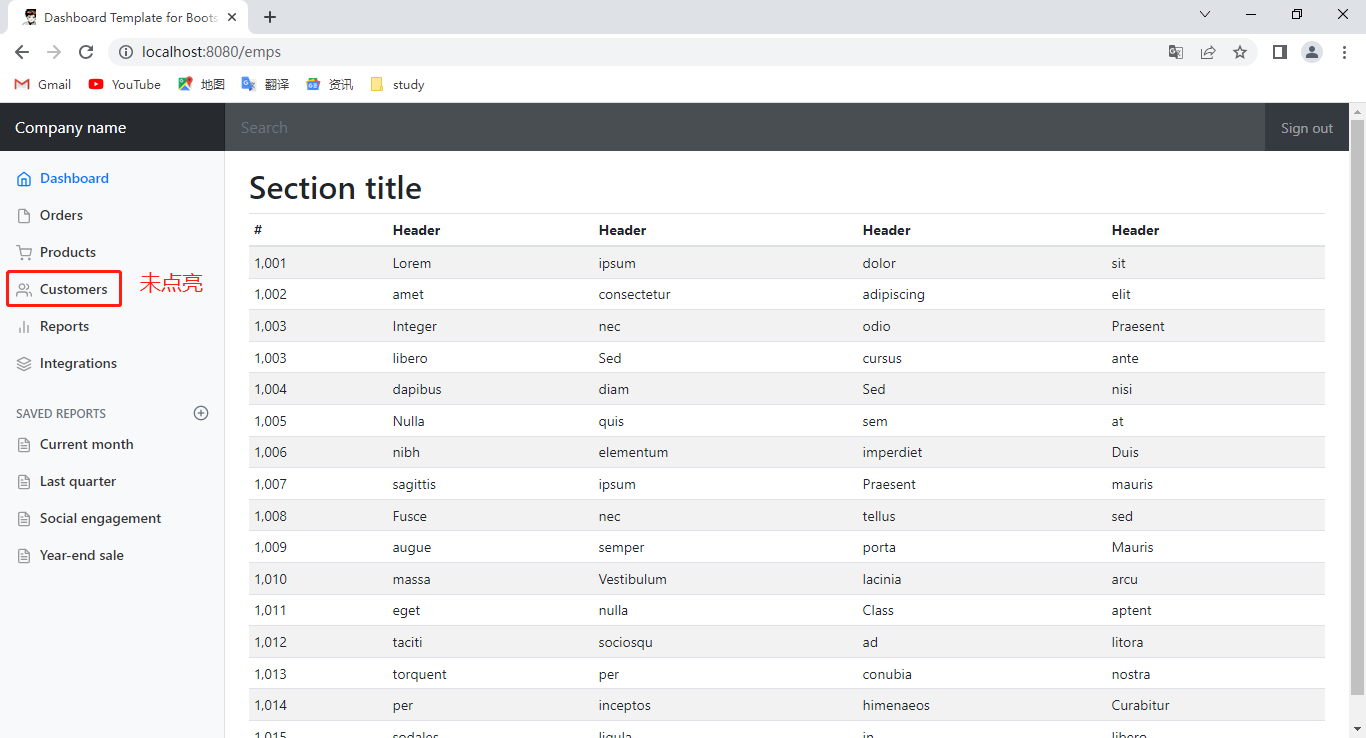 Dashboard Template for Boots
localhost:8080/emps
Gmail YouTube 地图 翻译 资讯 study
Company name Search Sign out
Dashboard
Orders
Products
Customers 未点亮
Reports
Integrations
SAVED REPORTS
Current month
Last quarter
Social engagement
Year-end sale
Section title
# Header Header Header Header
1,001 Lorem ipsum dolor sit
1,002 amet consectetur adipiscing elit
1,003 Integer nec odio Praesent
1,003 libero Sed cursus ante
1,004 dapibus diam Sed nisi
1,005 Nulla quis sem at
1,006 nibh elementum imperdiet Duis
1,007 sagittis ipsum Praesent mauris
1,008 Fusce nec tellus sed
1,009 augue semper porta Mauris
1,010 massa Vestibulum lacinia arcu
1,011 eget nulla Class aptent
1,012 taciti sociosqu ad litora
1,013 torquent per conubia nostra
1,014 per inceptos himenaeos Curabitur
1,015 sodales ligula in libero